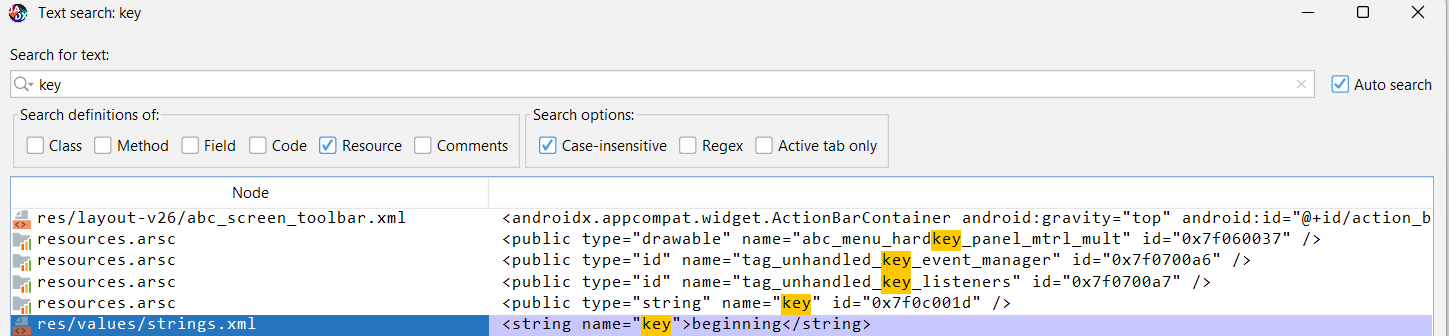 Text search: key
Search for text:
key
Auto search
Search definitions of: Search options:
Class Method Field Code Resource Comments Case-insensitive Regex Active tab only
Node
res/layout-v26/abc_screen_toolbar.xml <androidx.appcompat.widget.ActionBarContainer android:gravity="top" android:id="@+id/action_b
resources.arsc <public type="drawable" name="abc_menu_hardkey_panel_mtrl_mult" id="0x7f060037" />
resources.arsc <public type="id" name="tag_unhandled_key_event_manager" id="0x7f0700a6" />
resources.arsc <public type="id" name="tag_unhandled_key_listeners" id="0x7f0700a7" />
resources.arsc <public type="string" name="key" id="0x7f0c001d" />
res/values/strings.xml <string name="key">beginning</string>